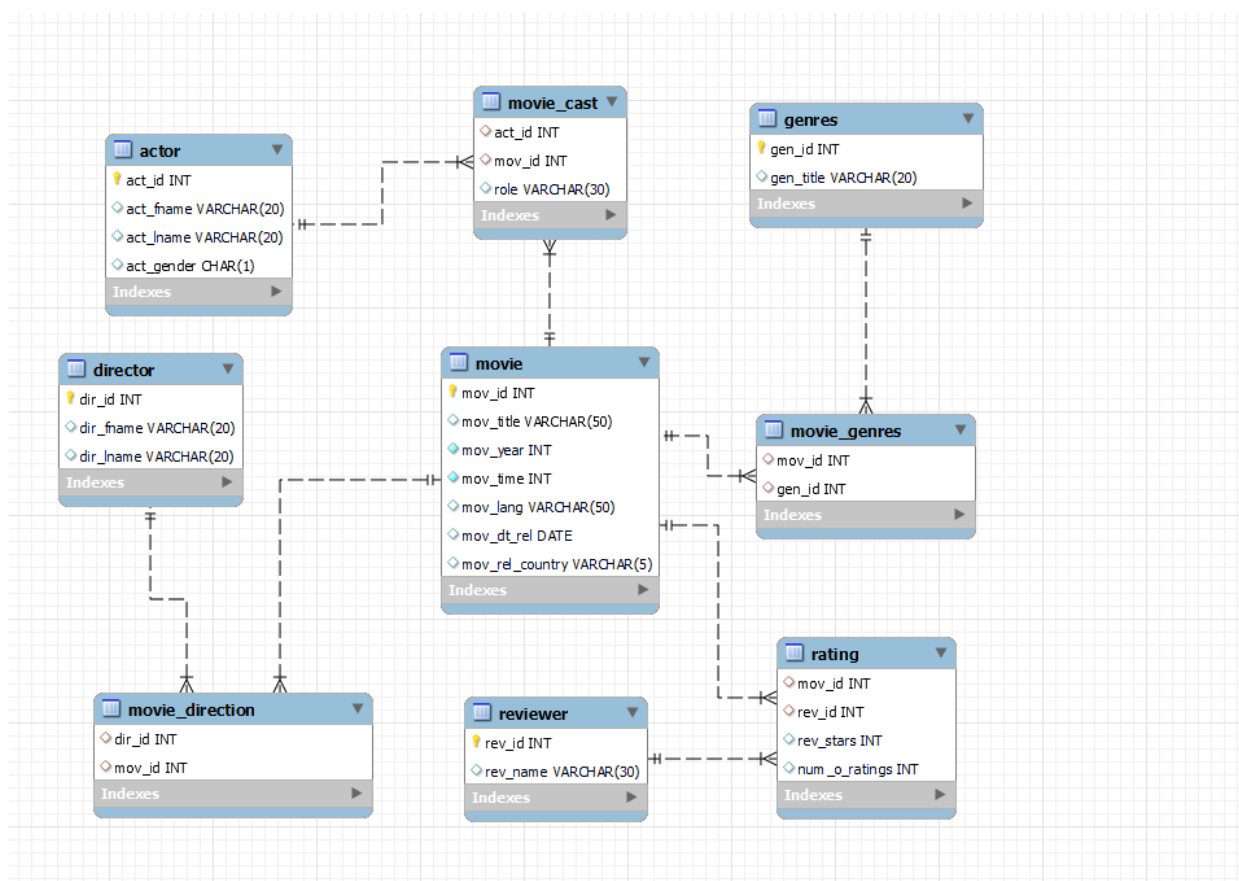 movie_cast
act_id INT
mov_id INT
role VARCHAR(30)
Indexes
genres
gen_id INT
gen_title VARCHAR(20)
Indexes
actor
act_id INT
act_fname VARCHAR(20)
act_lname VARCHAR(20)
act_gender CHAR(1)
Indexes
director
dir_id INT
dir_fname VARCHAR(20)
dir_lname VARCHAR(20)
Indexes
movie
mov_id INT
mov_title VARCHAR(50)
mov_year INT
mov_time INT
mov_lang VARCHAR(50)
mov_dt_rel DATE
mov_rel_country VARCHAR(5)
Indexes
movie_genres
mov_id INT
gen_id INT
Indexes
movie_direction
dir_id INT
mov_id INT
Indexes
reviewer
rev_id INT
rev_name VARCHAR(30)
Indexes
rating
mov_id INT
rev_id INT
rev_stars INT
num_o_ratings INT
Indexes